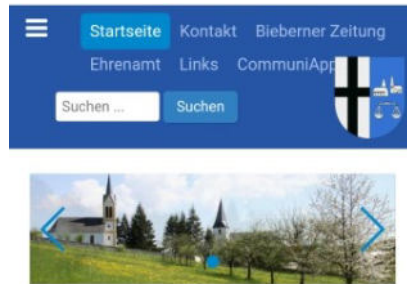 Startseite Kontakt Bieberner Zeitung
Ehrenamt Links CommuniApp
Suchen ... Suchen